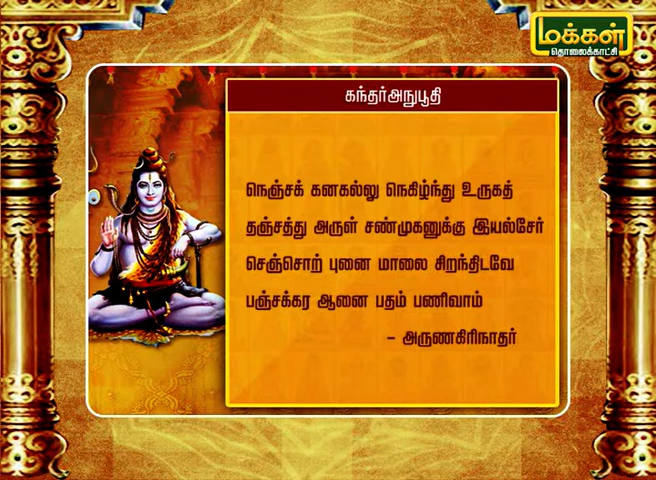 மக்கள்
தொலைக்காட்சி
கந்தர்அநுபூதி
நெஞ்சக் கனகல்லு நெகிழ்ந்து உருகத்
தஞ்சத்து அருள் சண்முகனுக்கு இயல்சேர்
செஞ்சொற் புனை மாலை சிறந்திடவே
பஞ்சக்கர ஆனை பதம் பணிவாம்
- அருணகிரிநாதர்